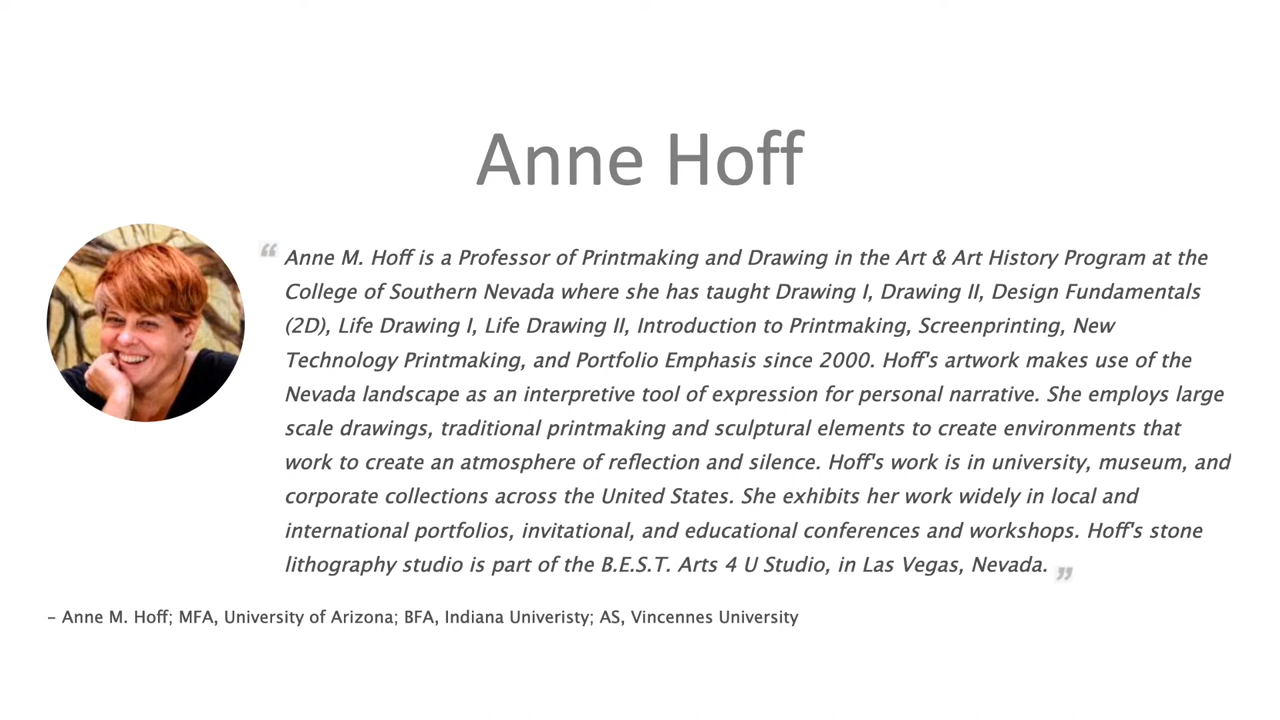 Anne Hoff
“ Anne M. Hoff is a Professor of Printmaking and Drawing in the Art & Art History Program at the
College of Southern Nevada where she has taught Drawing I, Drawing II, Design Fundamentals
(2D), Life Drawing I, Life Drawing II, Introduction to Printmaking, Screenprinting, New
Technology Printmaking, and Portfolio Emphasis since 2000. Hoff's artwork makes use of the
Nevada landscape as an interpretive tool of expression for personal narrative. She employs large
scale drawings, traditional printmaking and sculptural elements to create environments that
work to create an atmosphere of reflection and silence. Hoff's work is in university, museum, and
corporate collections across the United States. She exhibits her work widely in local and
international portfolios, invitational, and educational conferences and workshops. Hoff's stone
lithography studio is part of the B.E.S.T. Arts 4 U Studio, in Las Vegas, Nevada. ”
– Anne M. Hoff; MFA, University of Arizona; BFA, Indiana Univeristy; AS, Vincennes University